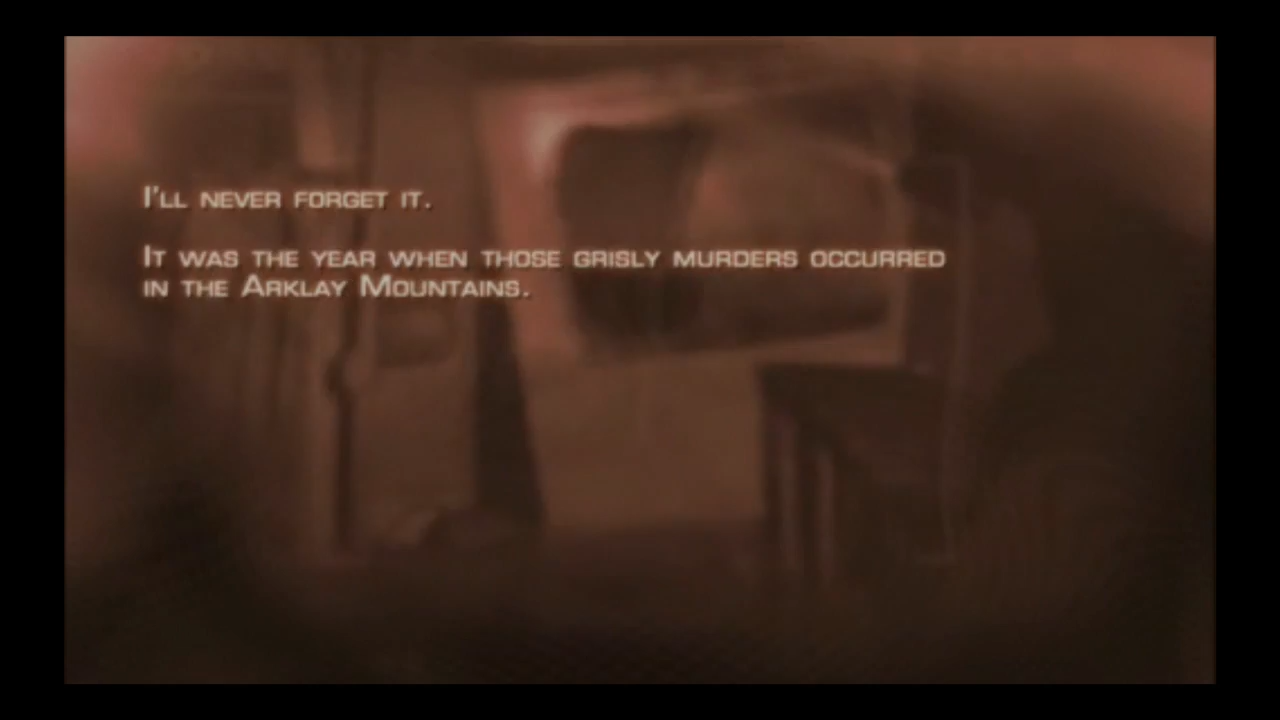 I'll never forget it.
It was the year when those grisly murders occurred
in the Arklay Mountains.